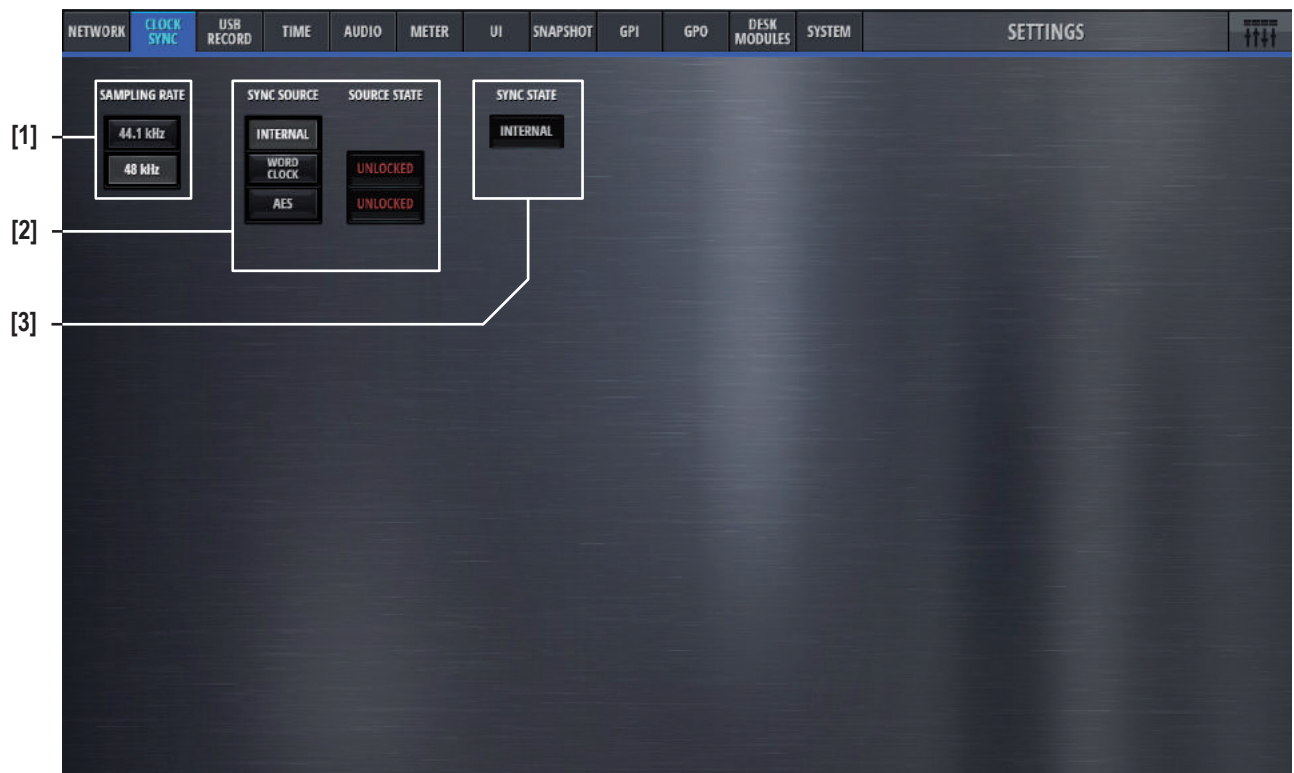 NETWORK
CLOCK
SYNC
USB
RECORD
TIME
AUDIO
METER
UI
SNAPSHOT
GPI
GPO
DESK
MODULES
SYSTEM
SETTINGS
SAMPLING RATE
SYNC SOURCE
SOURCE STATE
SYNC STATE
[1]
44.1 kHz
48 kHz
INTERNAL
WORD
CLOCK
AES
UNLOCKED
UNLOCKED
INTERNAL
[2]
[3]